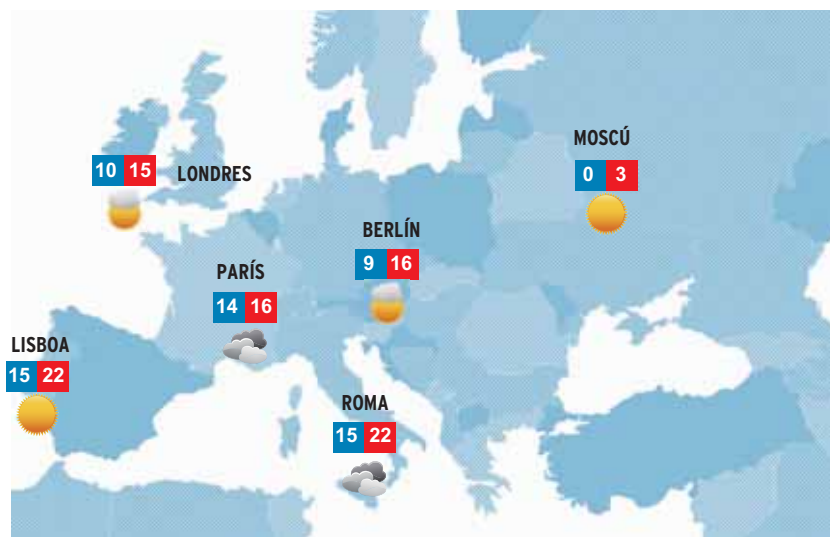 MOSCÚ
0 3
10 15 LONDRES
BERLÍN
9 16
PARÍS
14 16
LISBOA
15 22
ROMA
15 22